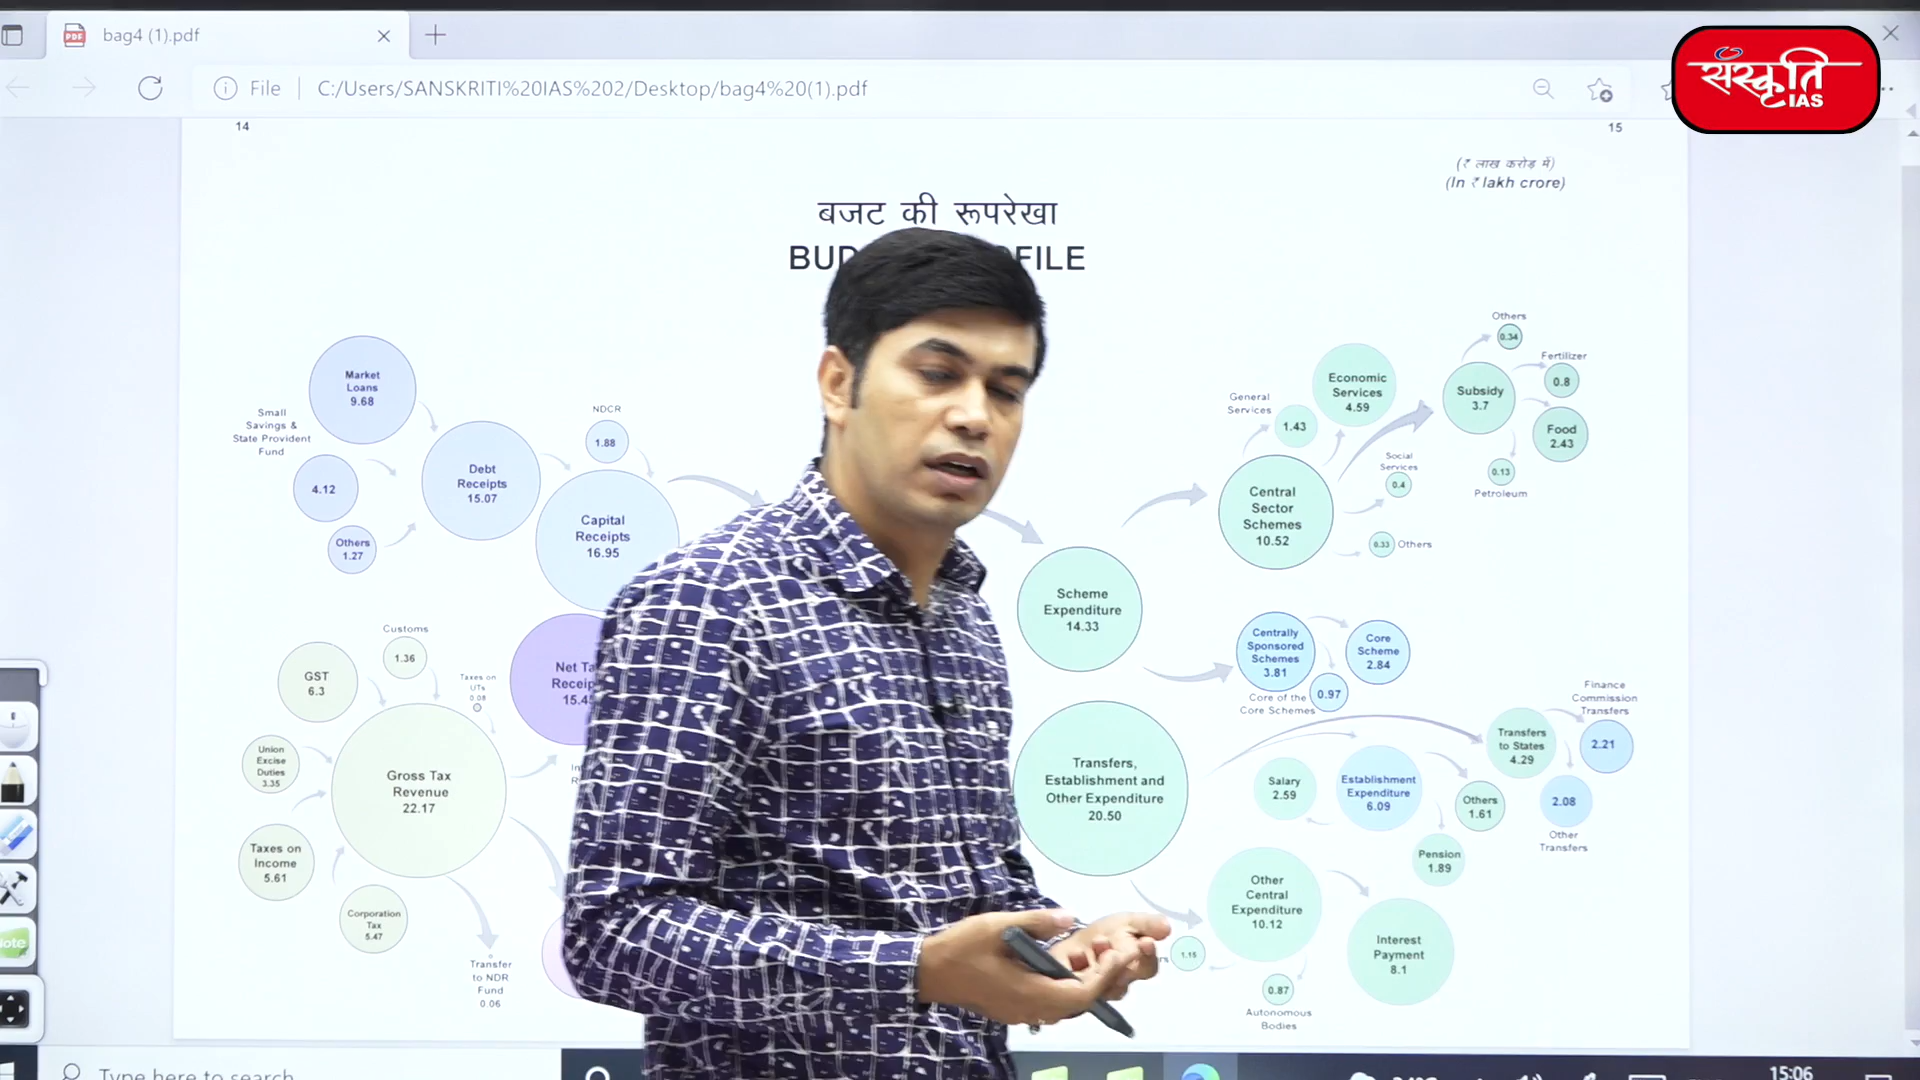 bag4 (1).pdf
File
C:/Users/SANSKRITI%20IAS%202/Desktop/bag4%20(1).pdf
संस्कृति
IAS
14
15
(₹ लाख करोड़ में)
(In ₹ lakh crore)
बजट की रूपरेखा
Market
Loans
9.68
Small
Savings &
State Provident
Fund
4.12
Others
1.27
Debt
Receipts
15.07
NDCR
1.88
Capital
Receipts
16.95
Customs
1.36
GST
6.3
Taxes on
UTs
0.08
Union
Excise
Duties
3.35
Gross Tax
Revenue
22.17
Taxes on
Income
5.61
Corporation
Tax
5.47
Transfer
to NDR
Fund
0.06
Net
Scheme
Expenditure
14.33
Central
Sector
Schemes
10.52
General
Services
1.43
Economic
Services
4.59
Social
Services
0.4
0.33 Others
Subsidy
3.7
Others
0.34
Fertilizer
0.8
Food
2.43
0.13
Petroleum
Centrally
Sponsored
Schemes
3.81
Core
Scheme
2.84
Core of the
Core Schemes
0.97
Transfers,
Establishment and
Other Expenditure
20.50
Transfers
to States
4.29
Finance
Commission
Transfers
2.21
2.08
Other
Transfers
Establishment
Expenditure
6.09
Salary
2.59
Others
1.61
Pension
1.89
Other
Central
Expenditure
10.12
Interest
Payment
8.1
1.15
0.87
Autonomous
Bodies
Type here to search
15:06